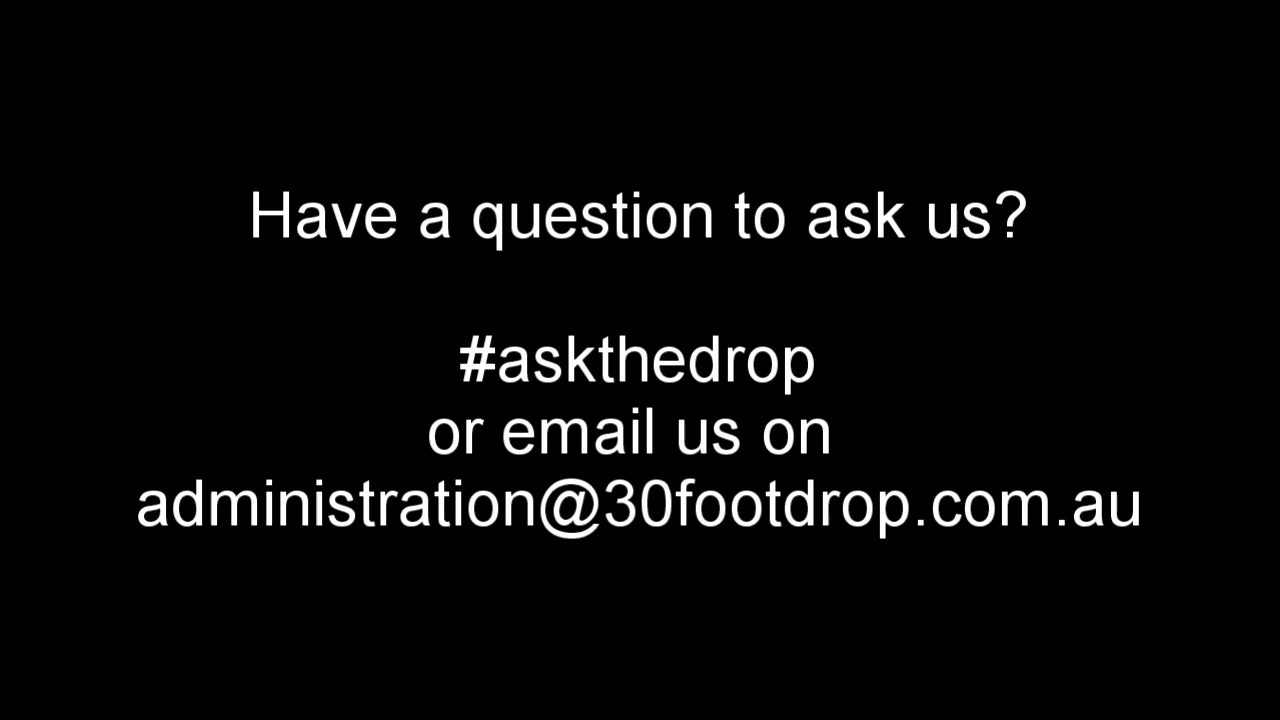 Have a question to ask us?
#askthedrop
or email us on
administration@30footdrop.com.au